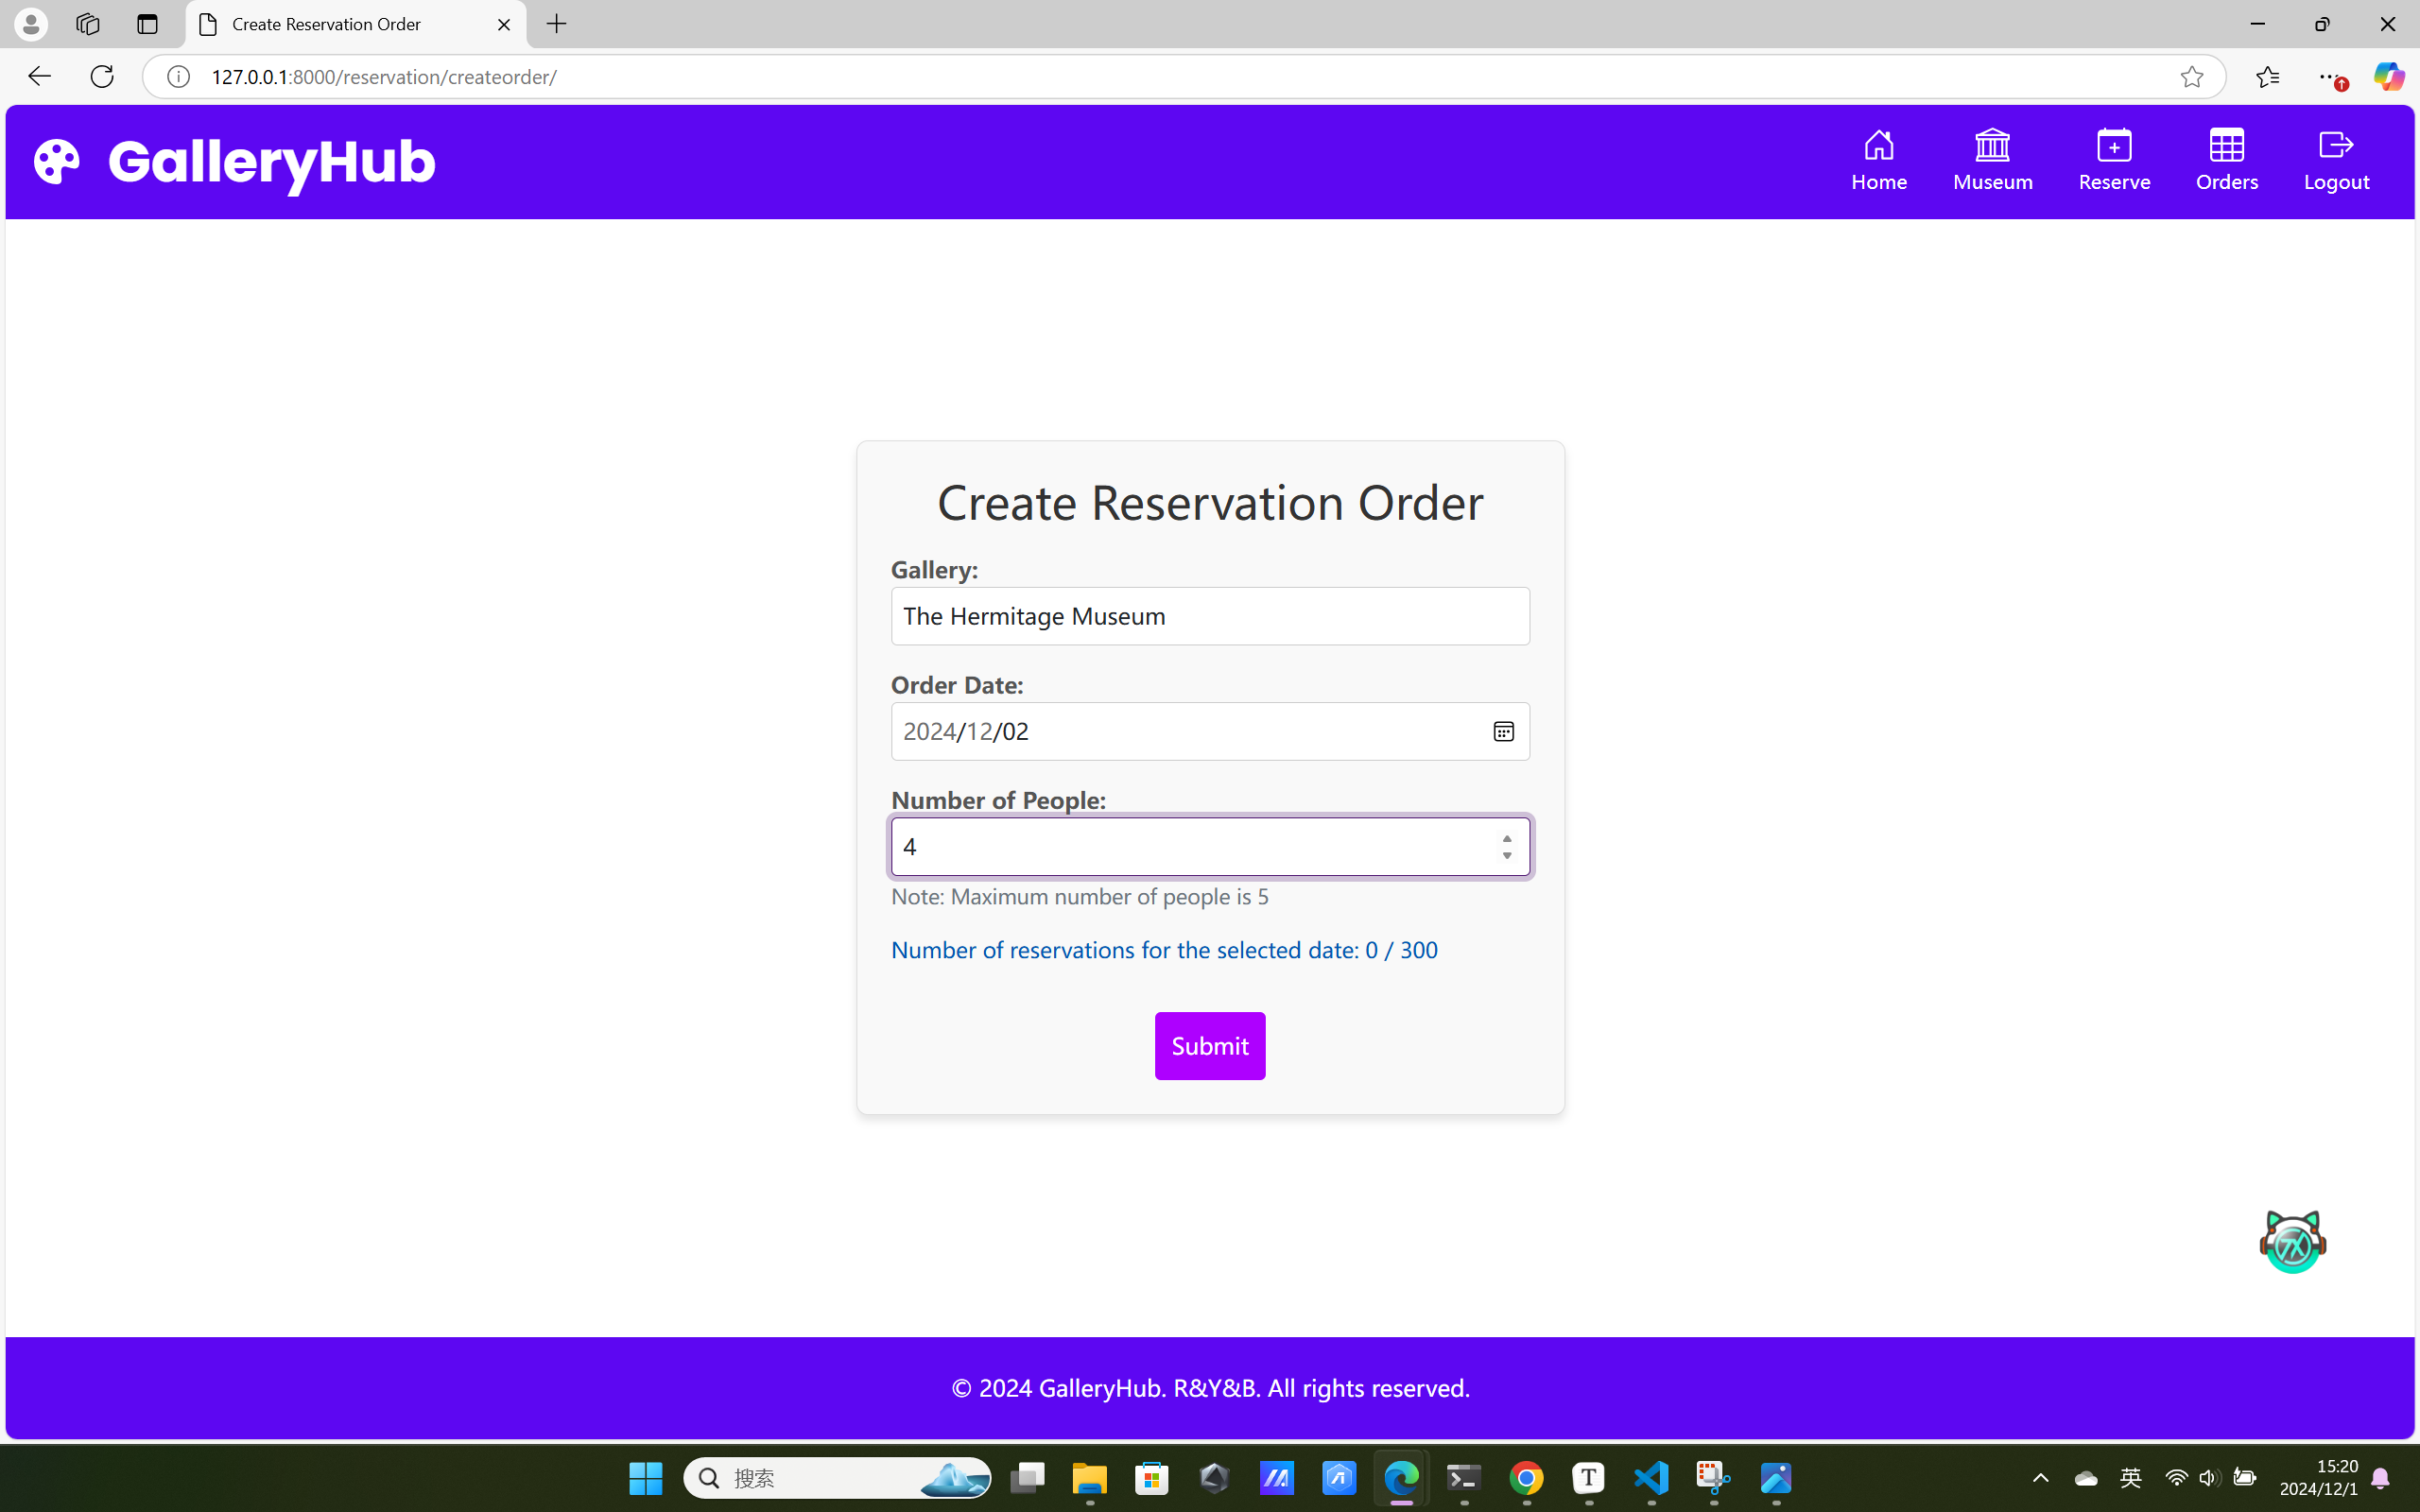 Create Reservation Order
127.0.0.1:8000/reservation/createorder/
GalleryHub
Home
Museum
Reserve
Orders
Logout
Create Reservation Order
Gallery:
The Hermitage Museum
Order Date:
2024/12/02
Number of People:
4
Note: Maximum number of people is 5
Number of reservations for the selected date: 0 / 300
Submit
7X
© 2024 GalleryHub. R&Y&B. All rights reserved.
搜索
T
英
15:20
2024/12/1